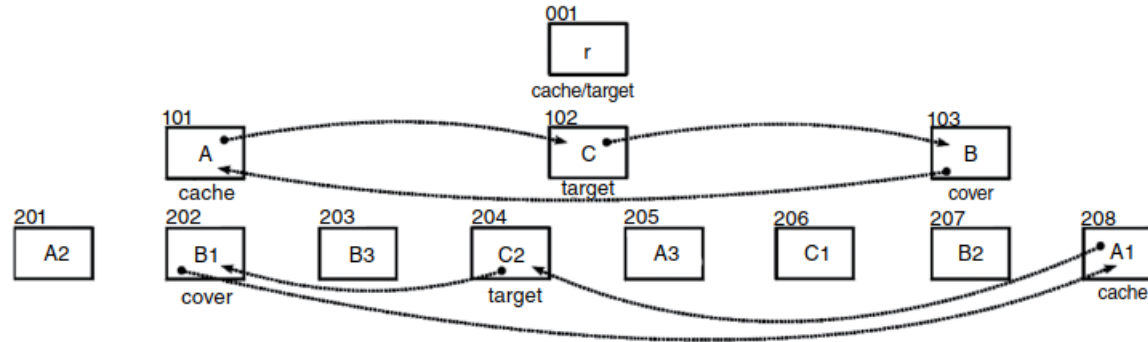 001
r
cache/target
101 102 103
A C B
cache target cover
201 202 203 204 205 206 207 208
A2 B1 B3 C2 A3 C1 B2 A1
cover target cache